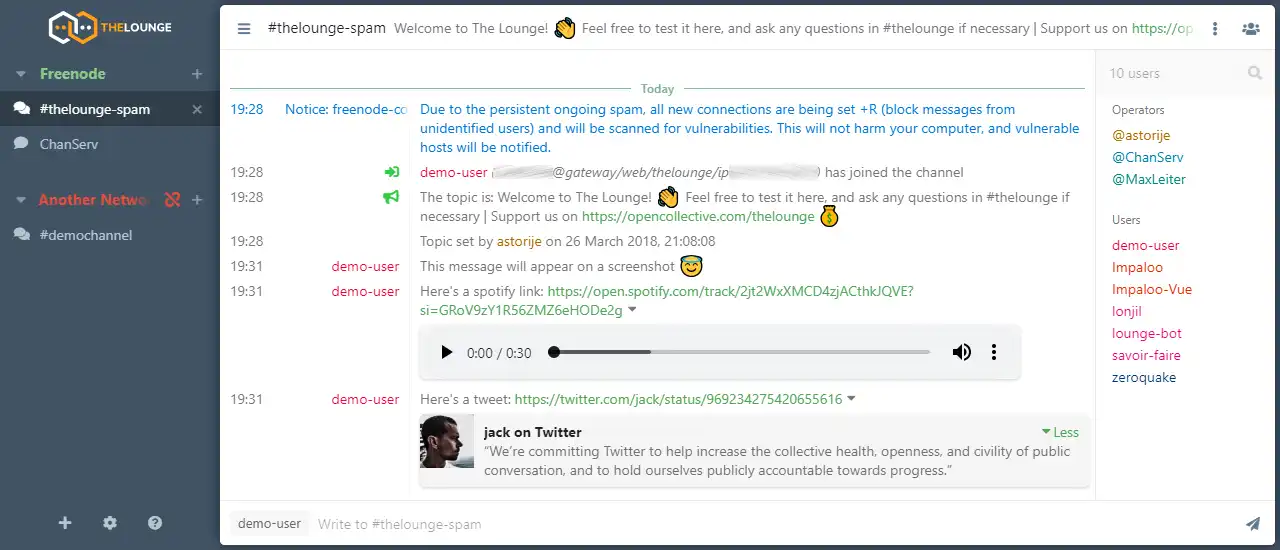 THELOUNGE
Freenode
#thelounge-spam
ChanServ
Another Netwo
#demochannel
#thelounge-spam Welcome to The Lounge! 👋 Feel free to test it here, and ask any questions in #thelounge if necessary | Support us on https://op
Today
19:28 Notice: freenode-co Due to the persistent ongoing spam, all new connections are being set +R (block messages from
unidentified users) and will be scanned for vulnerabilities. This will not harm your computer, and vulnerable
hosts will be notified.
19:28 demo-user ( @gateway/web/thelounge/ip ) has joined the channel
19:28 The topic is: Welcome to The Lounge! 👋 Feel free to test it here, and ask any questions in #thelounge if
necessary | Support us on https://opencollective.com/thelounge 💰
19:28 Topic set by astorije on 26 March 2018, 21:08:08
19:31 demo-user This message will appear on a screenshot 😇
19:31 demo-user Here's a spotify link: https://open.spotify.com/track/2jt2WxXMCD4zjACthkJQVE?
si=GRoV9zY1R56ZMZ6eHODe2g
0:00 / 0:30
19:31 demo-user Here's a tweet: https://twitter.com/jack/status/969234275420655616
jack on Twitter Less
“We’re committing Twitter to help increase the collective health, openness, and civility of public
conversation, and to hold ourselves publicly accountable towards progress.”
demo-user Write to #thelounge-spam
10 users
Operators
@astorije
@ChanServ
@MaxLeiter
Users
demo-user
Impaloo
Impaloo-Vue
lonjil
lounge-bot
savoir-faire
zeroquake